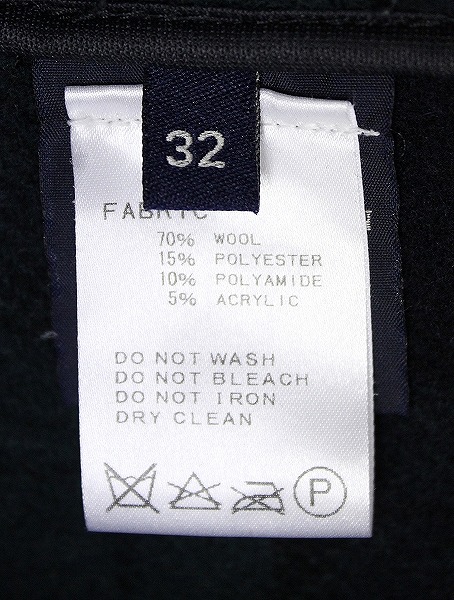 32
FABRIC
70% WOOL
15% POLYESTER
10% POLYAMIDE
5% ACRYLIC
DO NOT WASH
DO NOT BLEACH
DO NOT IRON
DRY CLEAN
P